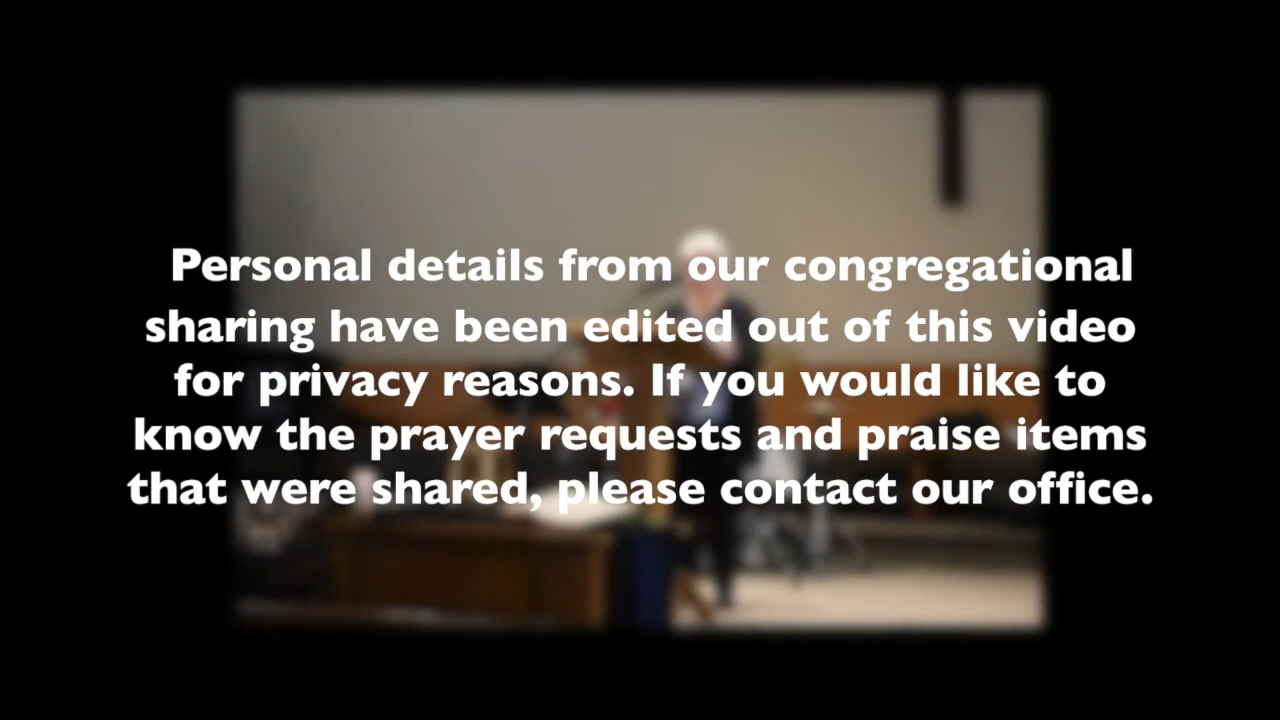 Personal details from our congregational
sharing have been edited out of this video
for privacy reasons. If you would like to
know the prayer requests and praise items
that were shared, please contact our office.